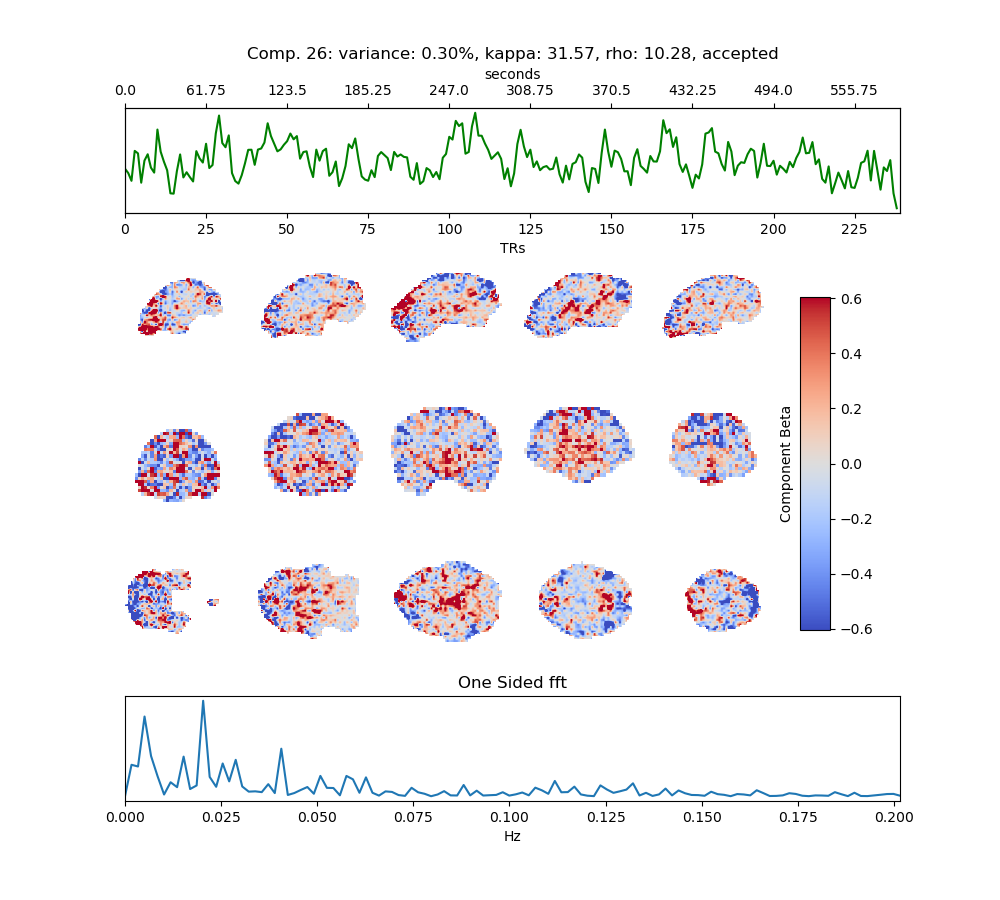 Comp. 26: variance: 0.30%, kappa: 31.57, rho: 10.28, accepted
seconds
0.0 61.75 123.5 185.25 247.0 308.75 370.5 432.25 494.0 555.75
0 25 50 75 100 125 150 175 200 225
TRs
0.6
0.4
0.2
0.0
−0.2
−0.4
−0.6
Component Beta
One Sided fft
0.000 0.025 0.050 0.075 0.100 0.125 0.150 0.175 0.200
Hz